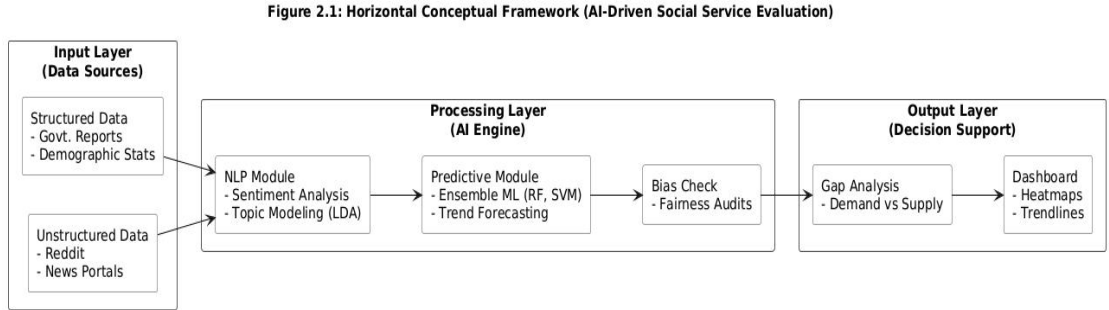 Figure 2.1: Horizontal Conceptual Framework (AI-Driven Social Service Evaluation)
Input Layer
(Data Sources)
Structured Data
- Govt. Reports
- Demographic Stats
Unstructured Data
- Reddit
- News Portals
Processing Layer
(AI Engine)
NLP Module
- Sentiment Analysis
- Topic Modeling (LDA)
Predictive Module
- Ensemble ML (RF, SVM)
- Trend Forecasting
Bias Check
- Fairness Audits
Output Layer
(Decision Support)
Gap Analysis
- Demand vs Supply
Dashboard
- Heatmaps
- Trendlines